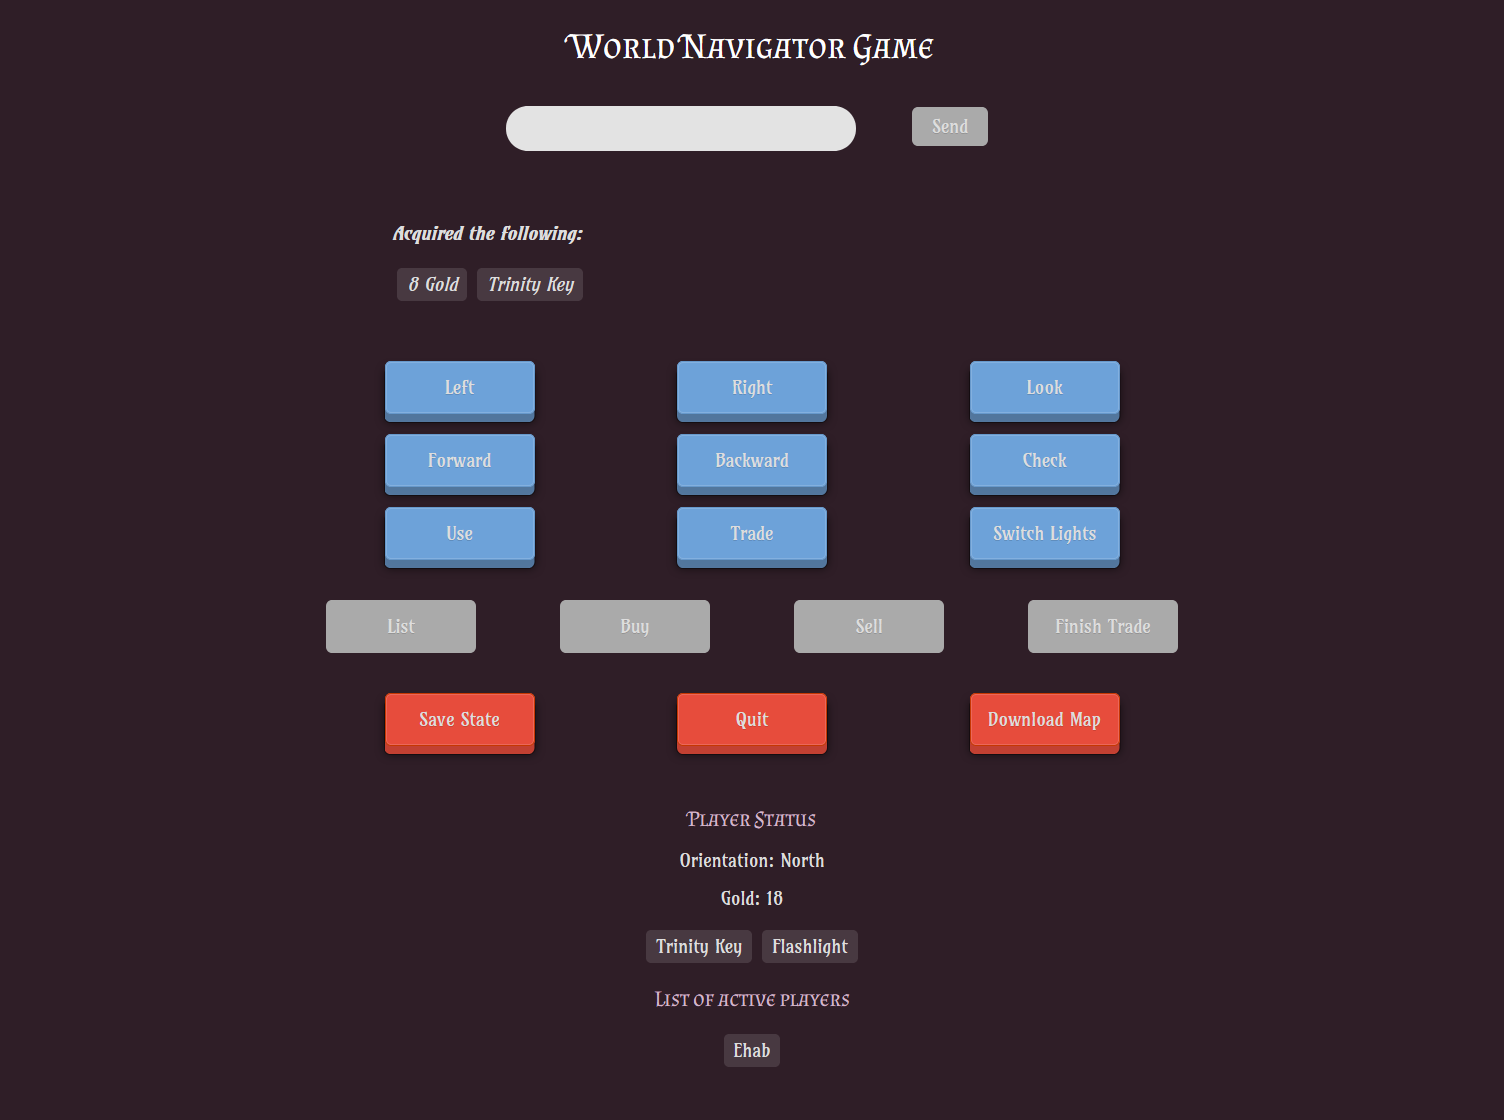 World Navigator Game
Send
Acquired the following:
8 Gold Trinity Key
Left Right Look
Forward Backward Check
Use Trade Switch Lights
List Buy Sell Finish Trade
Save State Quit Download Map
Player Status
Orientation: North
Gold: 18
Trinity Key Flashlight
List of active players
Ehab